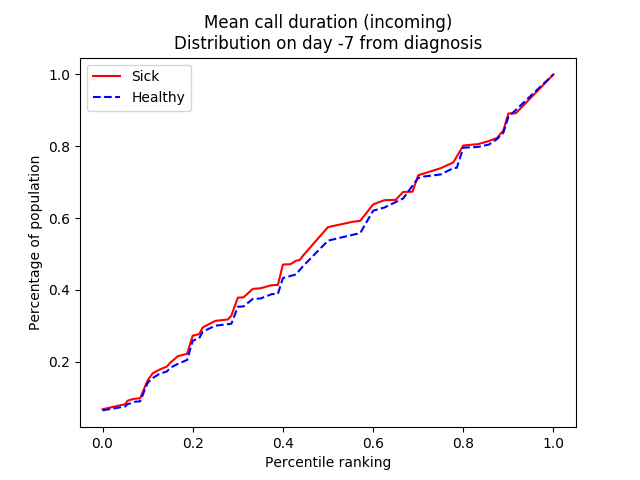 Mean call duration (incoming)
Distribution on day -7 from diagnosis
Sick
Healthy
Percentage of population
1.0
0.8
0.6
0.4
0.2
0.0 0.2 0.4 0.6 0.8 1.0
Percentile ranking